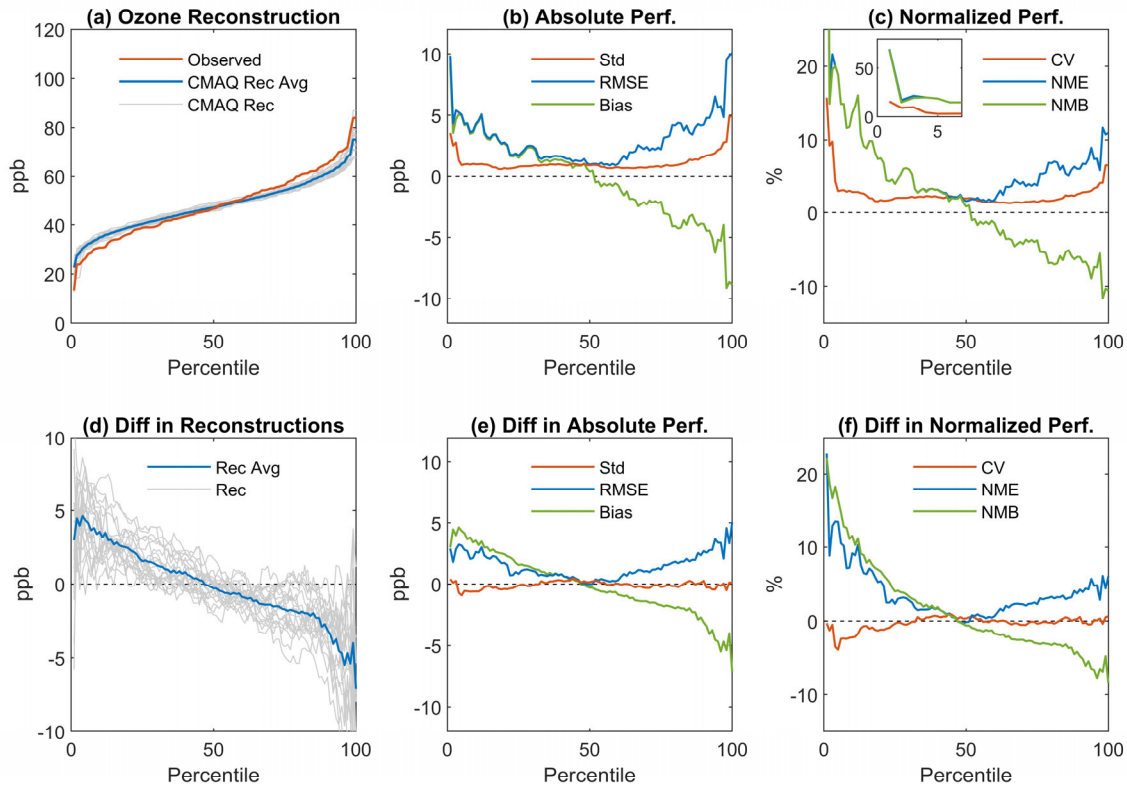 (a) Ozone Reconstruction
120
100
80
60
40
20
0
ppb
Observed
CMAQ Rec Avg
CMAQ Rec
0
50
100
Percentile
(b) Absolute Perf.
10
5
0
-5
-10
ppb
Std
RMSE
Bias
0
50
100
Percentile
(c) Normalized Perf.
20
10
0
-10
%
50
0
0
5
CV
NME
NMB
0
50
100
Percentile
(d) Diff in Reconstructions
10
5
0
-5
-10
ppb
Rec Avg
Rec
0
50
100
Percentile
(e) Diff in Absolute Perf.
10
5
0
-5
-10
ppb
Std
RMSE
Bias
0
50
100
Percentile
(f) Diff in Normalized Perf.
20
10
0
-10
%
CV
NME
NMB
0
50
100
Percentile